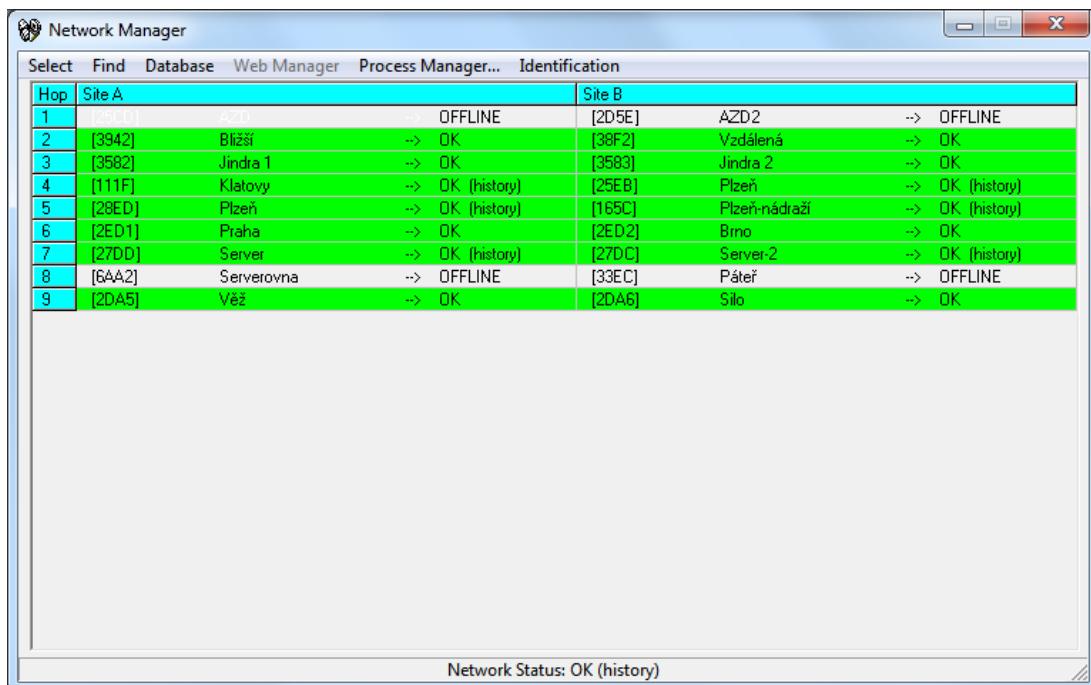 Network Manager
Select Find Database Web Manager Process Manager... Identification
Hop Site A Site B
1 [25CD] AZD --> OFFLINE [2D5E] AZD2 --> OFFLINE
2 [3942] Bližší --> OK [38F2] Vzdálená --> OK
3 [3582] Jindra 1 --> OK [3583] Jindra 2 --> OK
4 [111F] Klatovy --> OK (history) [25EB] Plzeň --> OK (history)
5 [28ED] Plzeň --> OK (history) [165C] Plzeň-nádraží --> OK (history)
6 [2ED1] Praha --> OK [2ED2] Brno --> OK
7 [27DD] Server --> OK (history) [27DC] Server-2 --> OK (history)
8 [6AA2] Serverovna --> OFFLINE [33EC] Páteř --> OFFLINE
9 [2DA5] Věž --> OK [2DA6] Silo --> OK
Network Status: OK (history)